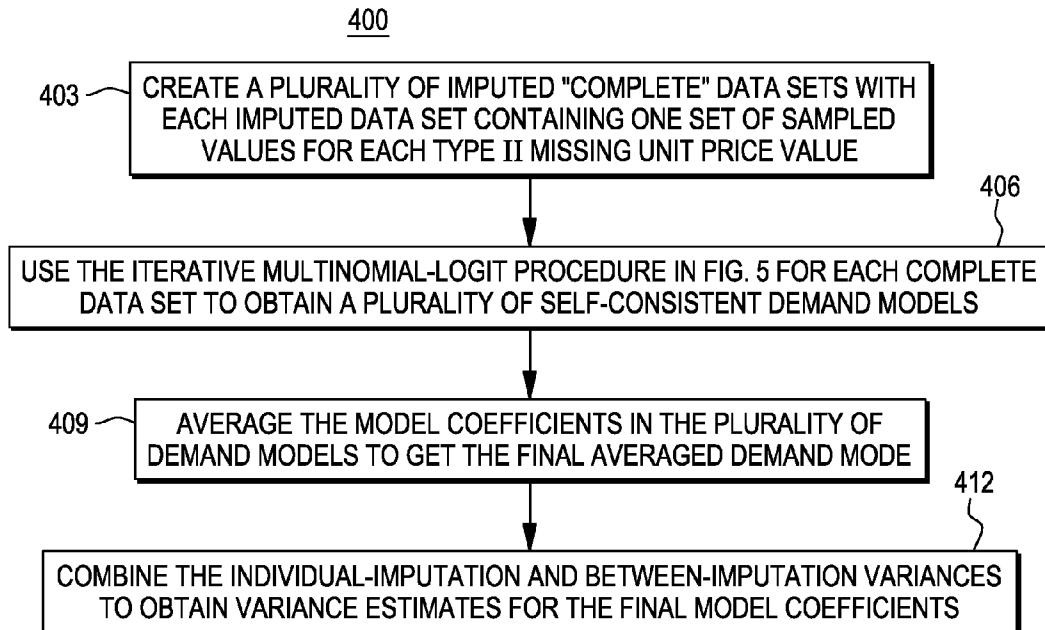 400
403
CREATE A PLURALITY OF IMPUTED "COMPLETE" DATA SETS WITH
EACH IMPUTED DATA SET CONTAINING ONE SET OF SAMPLED
VALUES FOR EACH TYPE II MISSING UNIT PRICE VALUE
406
USE THE ITERATIVE MULTINOMIAL-LOGIT PROCEDURE IN FIG. 5 FOR EACH COMPLETE
DATA SET TO OBTAIN A PLURALITY OF SELF-CONSISTENT DEMAND MODELS
409
AVERAGE THE MODEL COEFFICIENTS IN THE PLURALITY OF
DEMAND MODELS TO GET THE FINAL AVERAGED DEMAND MODE
412
COMBINE THE INDIVIDUAL-IMPUTATION AND BETWEEN-IMPUTATION VARIANCES
TO OBTAIN VARIANCE ESTIMATES FOR THE FINAL MODEL COEFFICIENTS